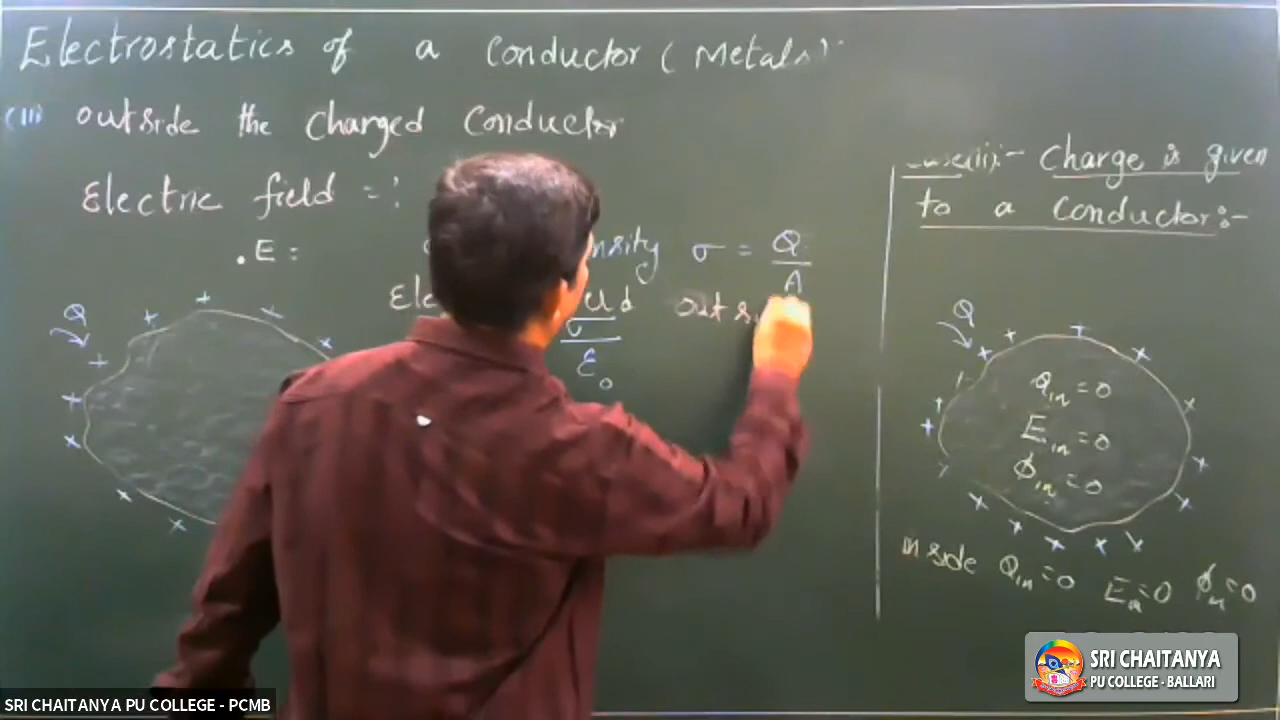 Electrostatics of a Conductor (Metals):
(iii) outside the Charged Conductor
Electric field = ?
. E =
σ = Q
A
outs
σ
ε₀
Q
+ + + + + + + + +
case(ii):- Charge is given
to a Conductor:-
Q
Qin = 0
Ein = 0
ϕin = 0
inside Qin = 0 Ein = 0 ϕin = 0
SRI CHAITANYA
PU COLLEGE - BALLARI
SRI CHAITANYA PU COLLEGE - PCMB